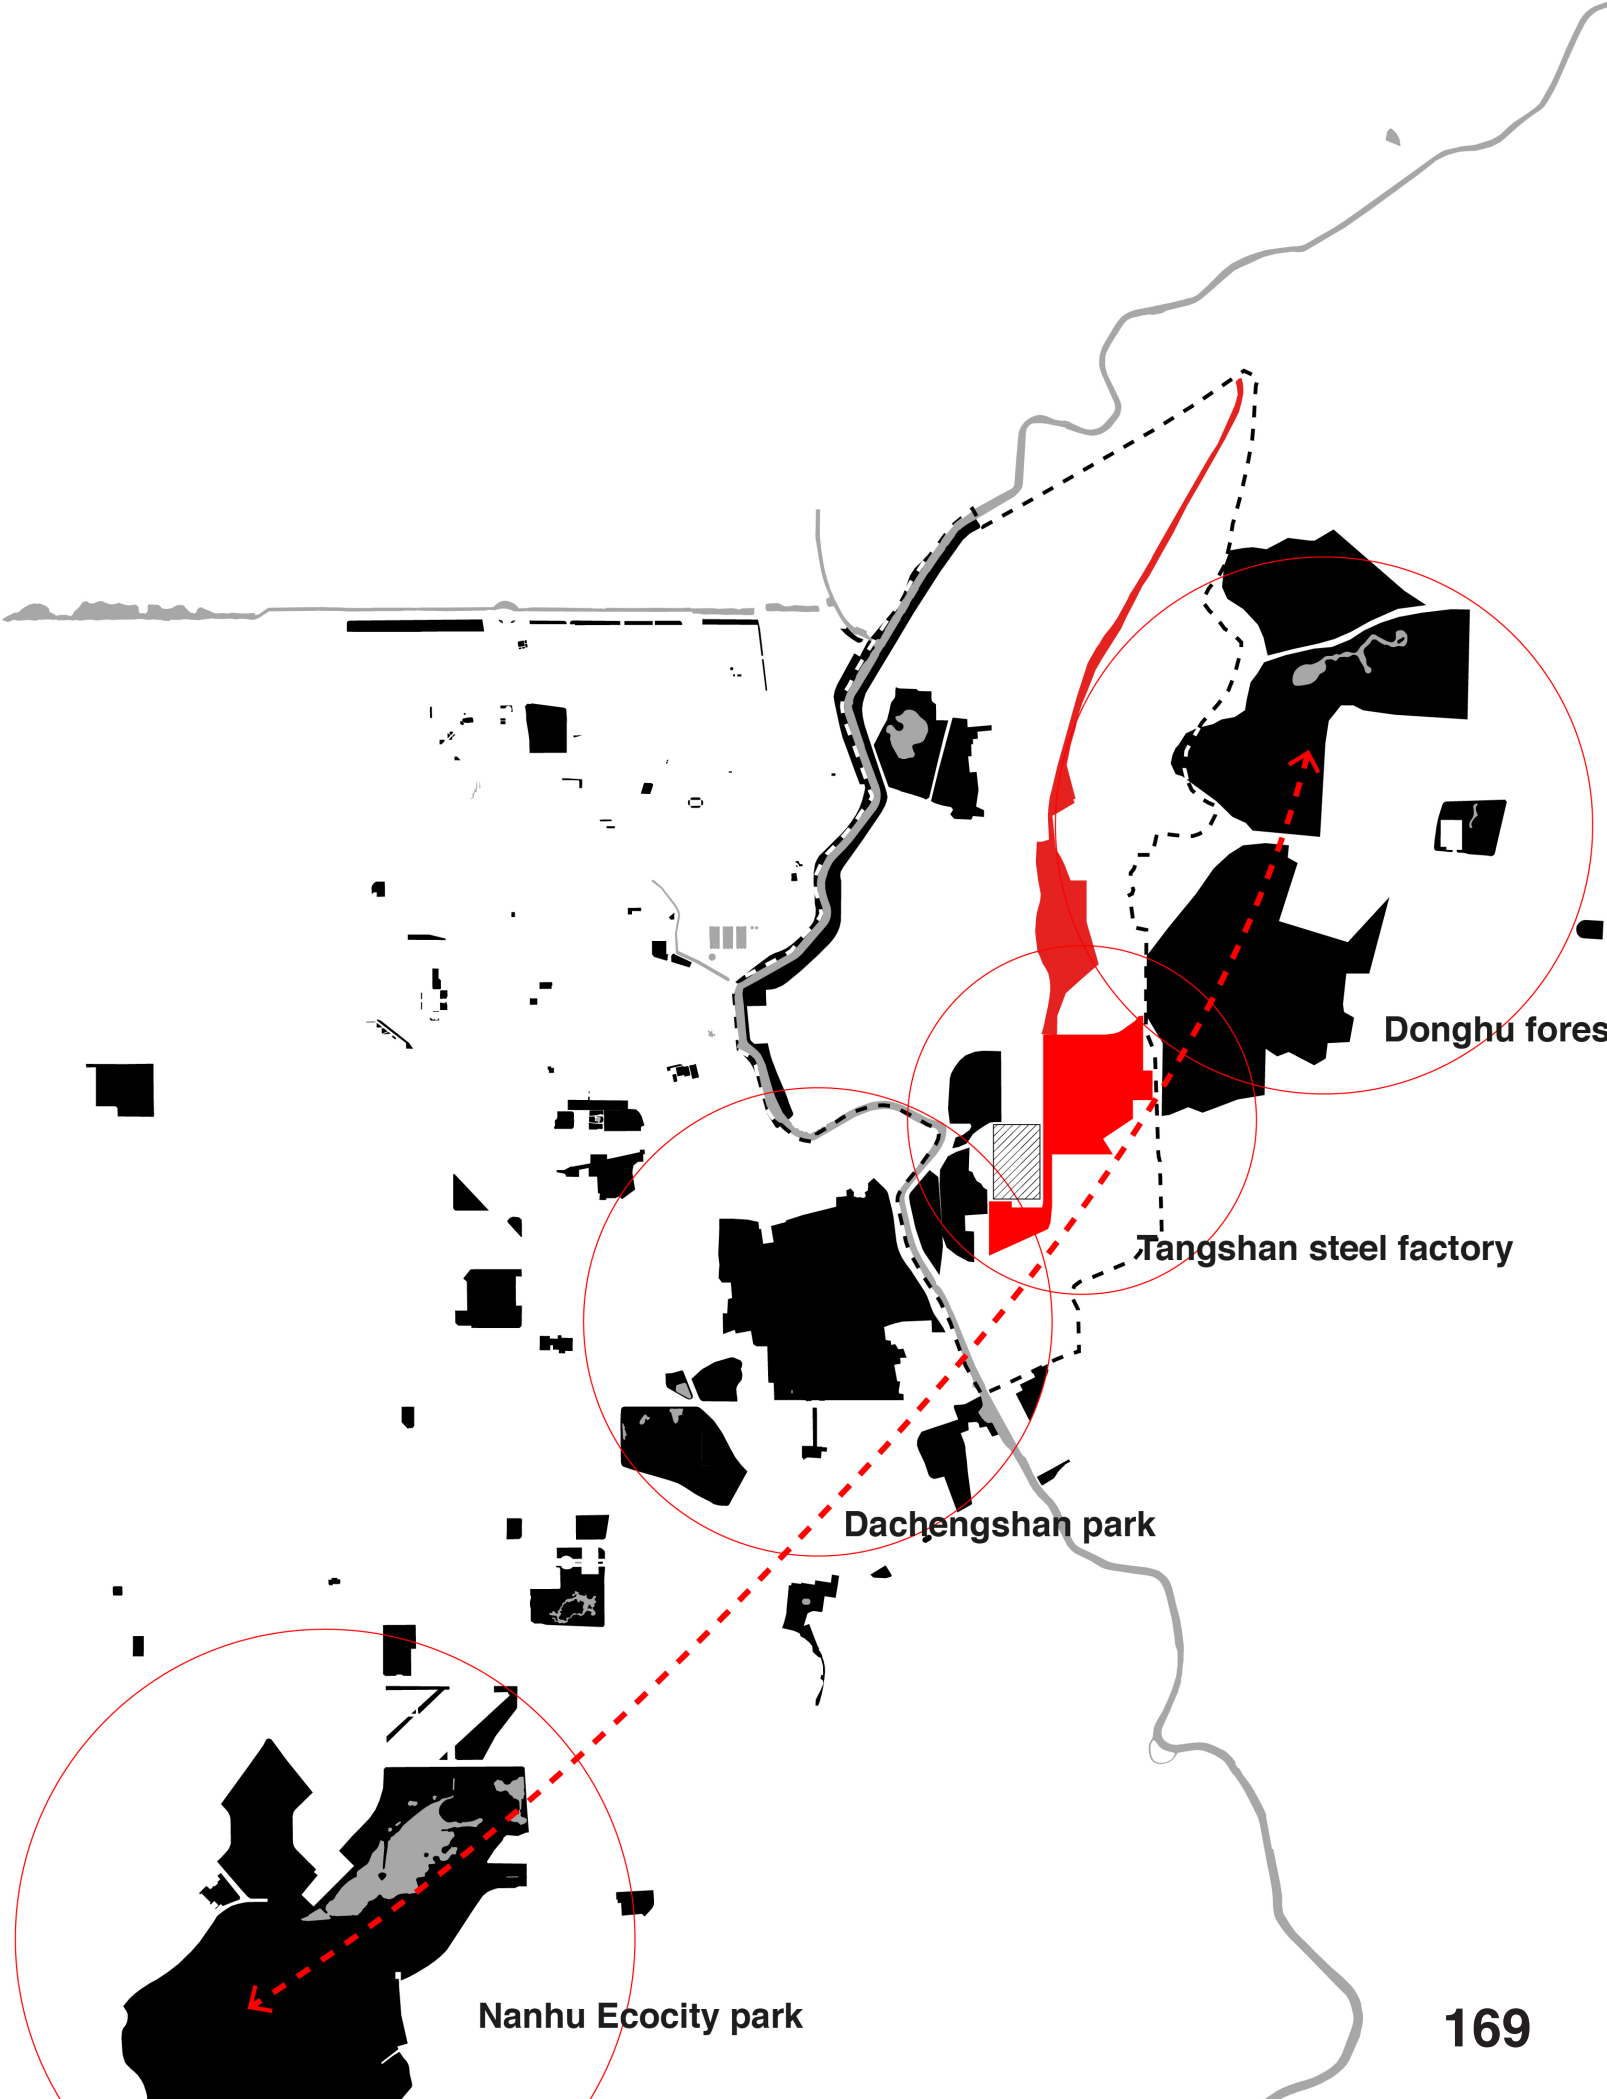 Donghu fores
Tangshan steel factory
Dachengshan park
Nanhu Ecocity park
169